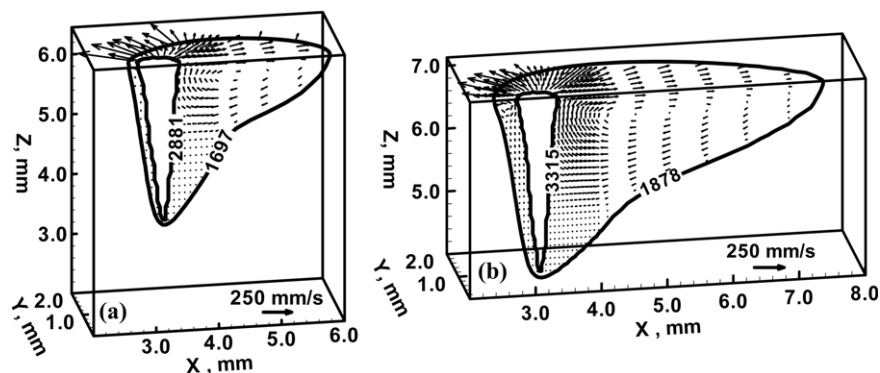 6.0
5.0
4.0
3.0
Z, mm
2881
1697
2.0
1.0
Y, mm
(a)
250 mm/s
3.0 4.0 5.0 6.0
X , mm
7.0
6.0
5.0
Z, mm
3315
1878
2.0
1.0
Y, mm
(b)
250 mm/s
3.0 4.0 5.0 6.0 7.0 8.0
X , mm